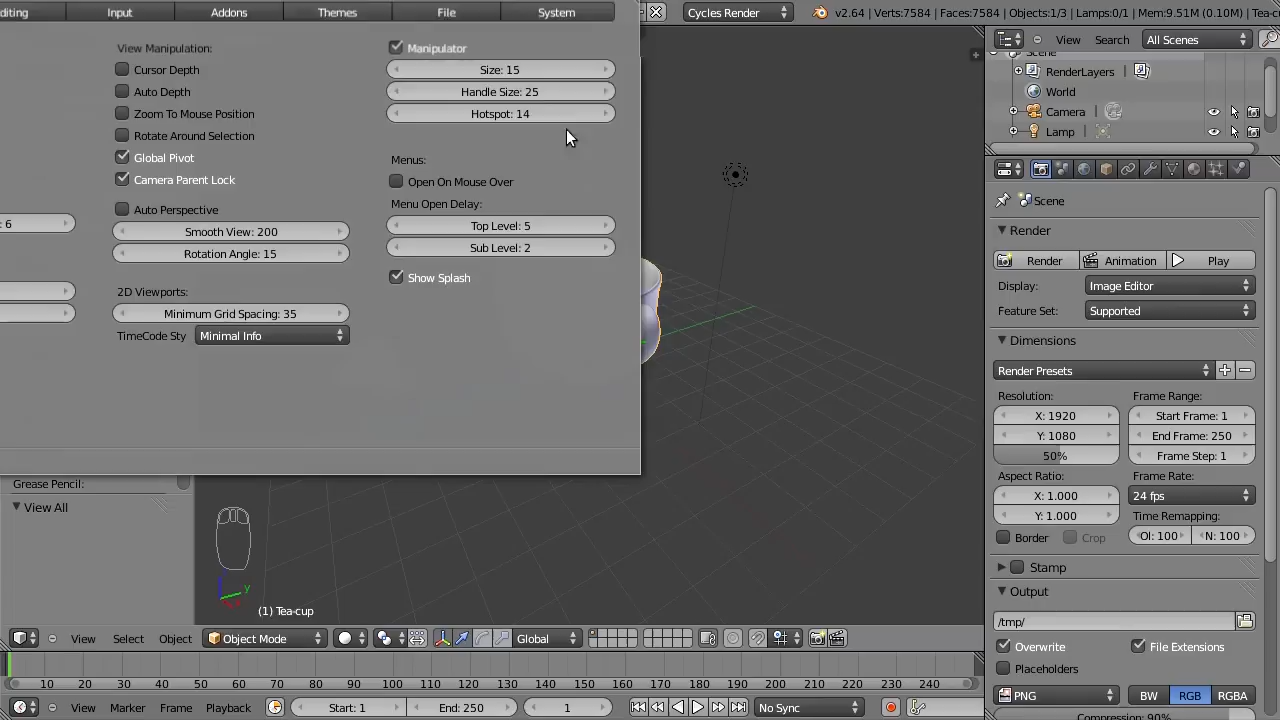 diting
Input
Addons
Themes
File
System
Cycles Render
v2.64 | Verts:7584 | Faces:7584 | Objects:1/3 | Lamps:0/1 | Mem:9.51M (0.10M) | Tea-c
View Manipulation:
Cursor Depth
Auto Depth
Zoom To Mouse Position
Rotate Around Selection
Global Pivot
Camera Parent Lock
Auto Perspective
Smooth View: 200
Rotation Angle: 15
2D Viewports:
Minimum Grid Spacing: 35
TimeCode Sty
Minimal Info
: 6
Manipulator
Size: 15
Handle Size: 25
Hotspot: 14
Menus:
Open On Mouse Over
Menu Open Delay:
Top Level: 5
Sub Level: 2
Show Splash
Grease Pencil:
View All
y
(1) Tea-cup
View
Select
Object
Object Mode
Global
10 20 30 40 50 60 70 80 90 100 110 120 130 140 150 160 170 180 190 200 210 220 230 240
View
Marker
Frame
Playback
Start: 1
End: 250
1
No Sync
View
Search
All Scenes
Scene
RenderLayers
World
Camera
Lamp
Scene
Render
Render
Animation
Play
Display:
Image Editor
Feature Set:
Supported
Dimensions
Render Presets
Resolution:
Frame Range:
X: 1920
Start Frame: 1
Y: 1080
End Frame: 250
50%
Frame Step: 1
Aspect Ratio:
Frame Rate:
X: 1.000
24 fps
Y: 1.000
Time Remapping:
Border
Crop
Ol: 100
N: 100
Stamp
Output
/tmp/
Overwrite
File Extensions
Placeholders
PNG
BW
RGB
RGBA
Compression: 90%